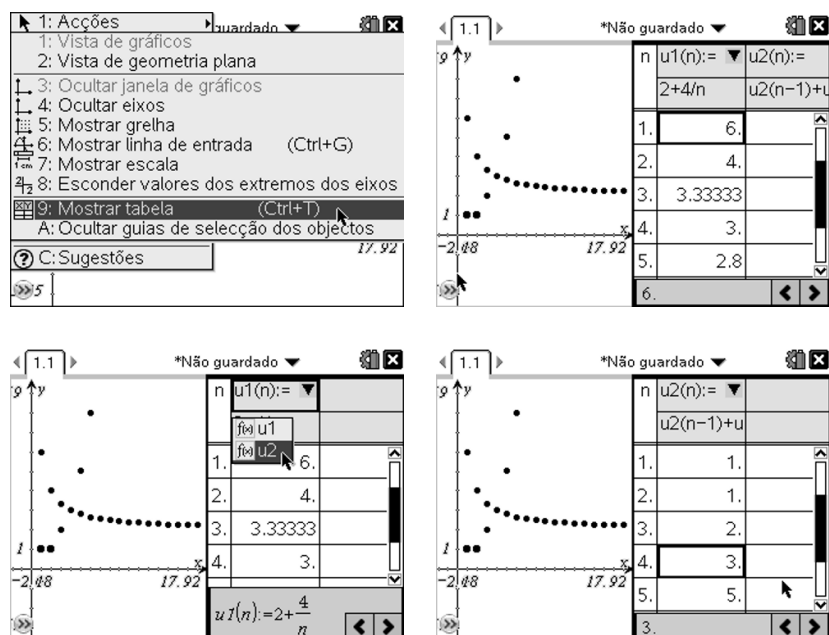 1: Acções
guardado
1: Vista de gráficos
2: Vista de geometria plana
3: Ocultar janela de gráficos
4: Ocultar eixos
5: Mostrar grelha
6: Mostrar linha de entrada (Ctrl+G)
7: Mostrar escala
8: Esconder valores dos extremos dos eixos
9: Mostrar tabela (Ctrl+T)
A: Ocultar guias de selecção dos objectos
C: Sugestões
17.92
5
1.1 *Não guardado
y
n u1(n):= u2(n):=
2+4/n u2(n−1)+u
1. 6.
2. 4.
3. 3.33333
1
x
4. 3.
−2.48 17.92
5. 2.8
6.
1.1 *Não guardado
y
n u1(n):=
u1
u2
1. 6.
2. 4.
3. 3.33333
1
x
4. 3.
−2.48 17.92
u1(n):=2+4/n
1.1 *Não guardado
y
n u2(n):=
u2(n−1)+u
1. 1.
2. 1.
3. 2.
1
x
4. 3.
−2.48 17.92
5. 5.
3.